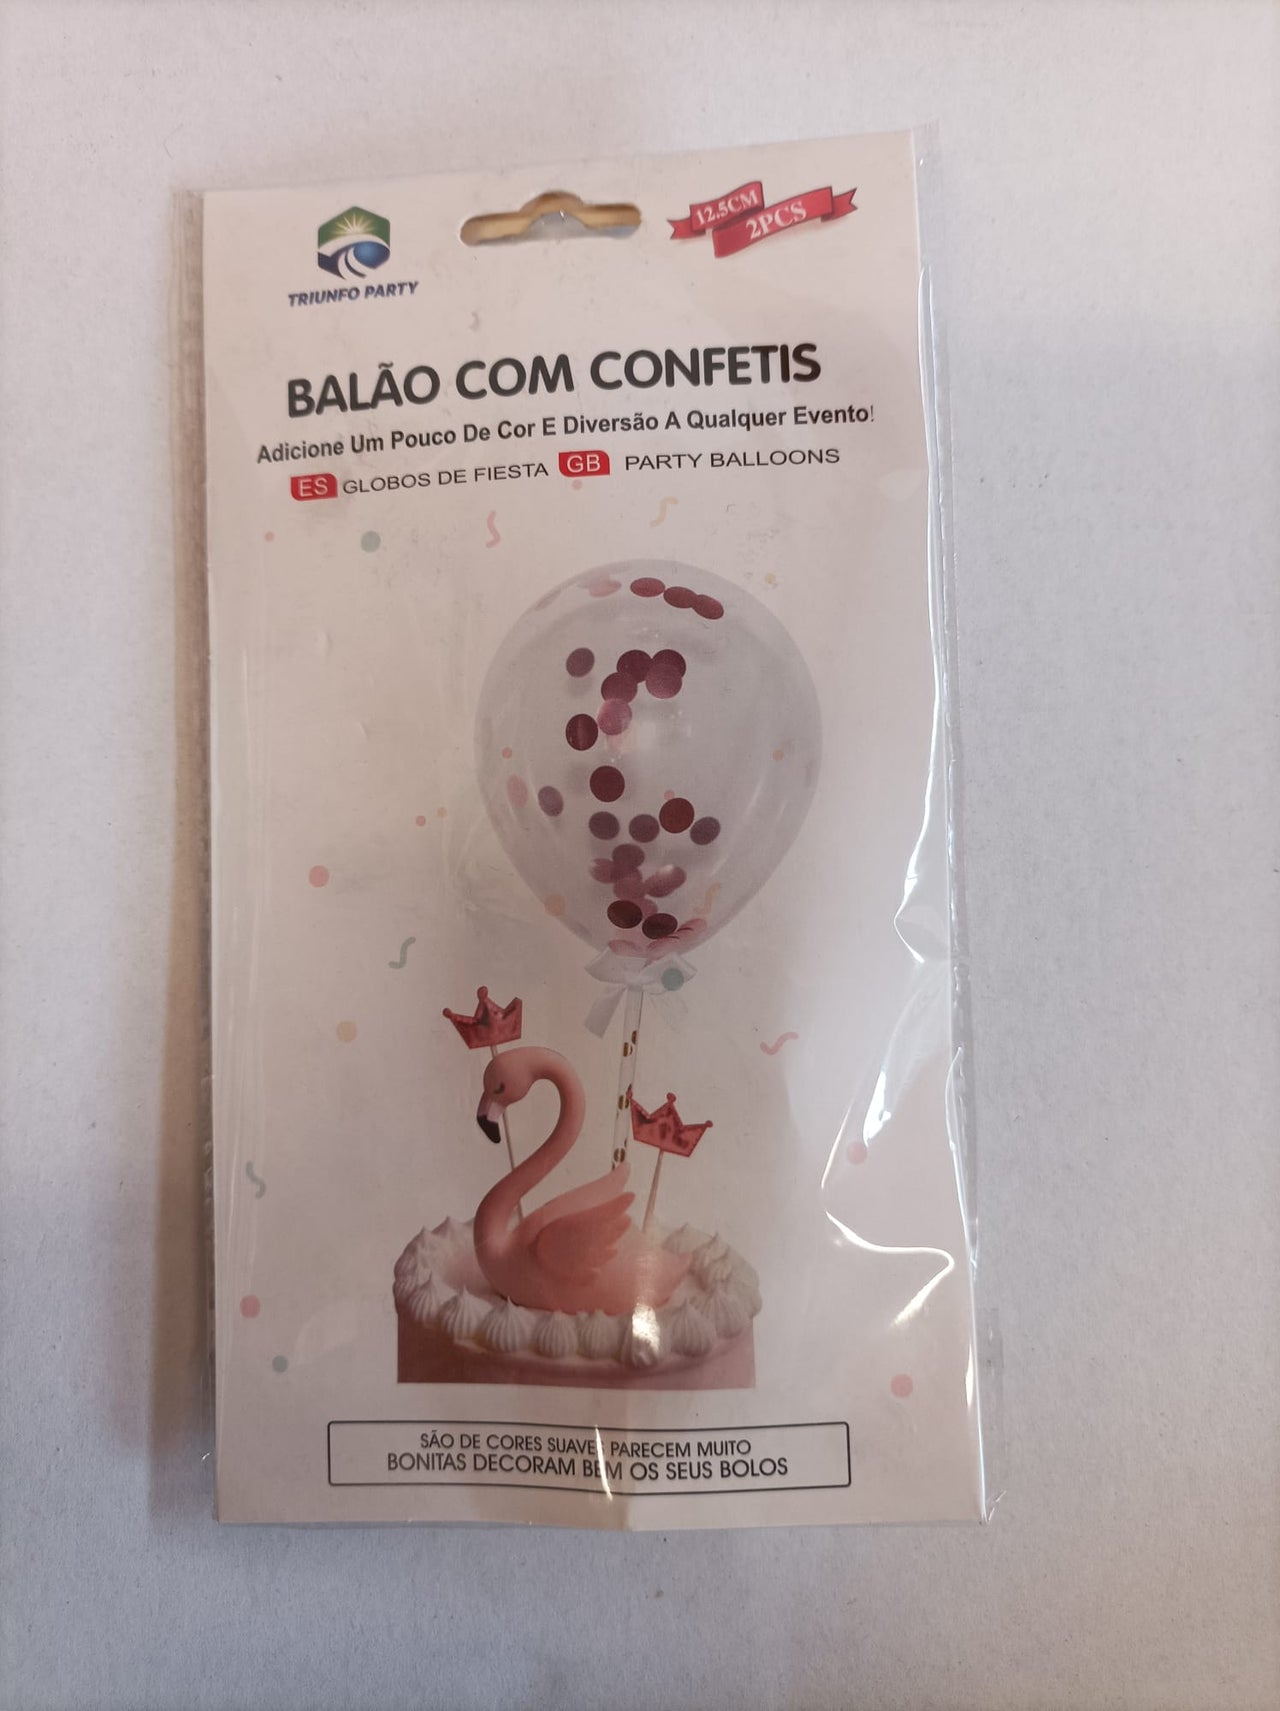 TRIUNFO PARTY
12.5CM
2PCS
BALÃO COM CONFETIS
Adicione Um Pouco De Cor E Diversão A Qualquer Evento!
ES GLOBOS DE FIESTA GB PARTY BALLOONS
SÃO DE CORES SUAVES PARECEM MUITO
BONITAS DECORAM BEM OS SEUS BOLOS